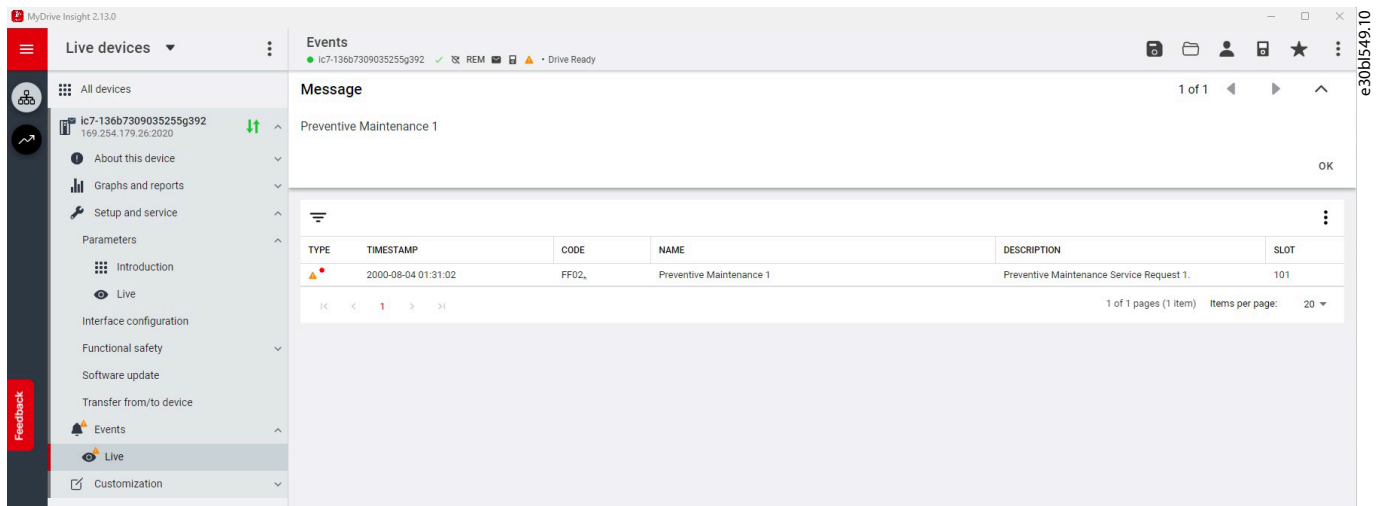 MyDrive Insight 2.13.0
Live devices
Events
ic7-136b7309035255g392 REM • Drive Ready
All devices
ic7-136b7309035255g392
169.254.179.26:2020
About this device
Graphs and reports
Setup and service
Parameters
Introduction
Live
Interface configuration
Functional safety
Software update
Transfer from/to device
Events
Live
Customization
Feedback
Message
1 of 1
Preventive Maintenance 1
OK
TYPE TIMESTAMP CODE NAME DESCRIPTION SLOT
2000-08-04 01:31:02 FF02ₓ Preventive Maintenance 1 Preventive Maintenance Service Request 1. 101
1
1 of 1 pages (1 item) Items per page: 20
e30bl549.10